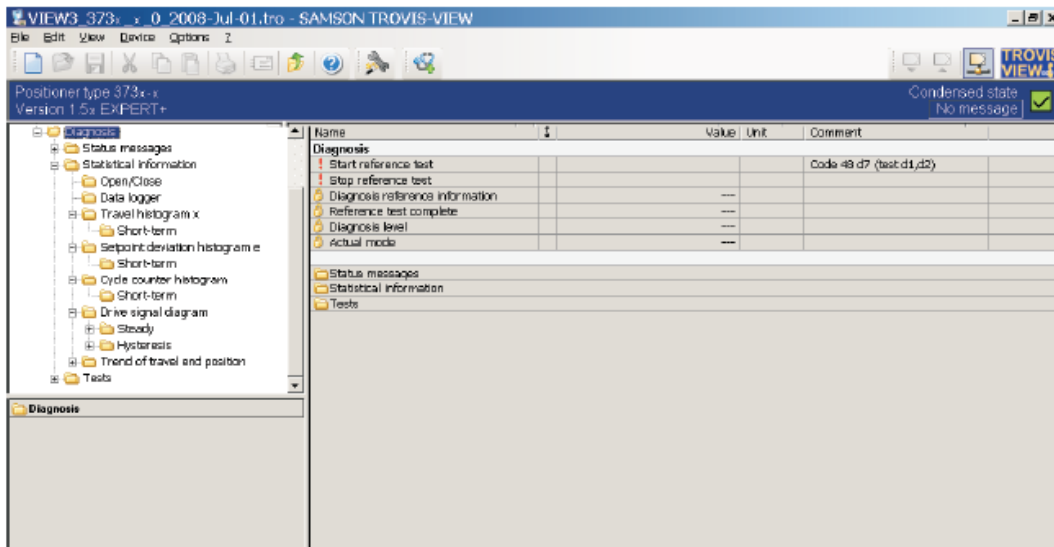 VIEW3_373x_x_0_2008-Jul-01.tro - SAMSON TROVIS-VIEW
File Edit View Device Options ?
TROVIS
VIEW
Positioner type 373x-x
Version 1.5x EXPERT+
Condensed state
No message
Diagnosis
Status messages
Statistical information
Open/Close
Data logger
Travel histogram x
Short-term
Setpoint deviation histogram e
Short-term
Cycle counter histogram
Short-term
Drive signal diagram
Steady
Hysteresis
Trend of travel end position
Tests
Diagnosis
Name Value Unit Comment
Diagnosis
! Start reference test Code 48 d7 (test d1,d2)
! Stop reference test
Diagnosis reference information ---
Reference test complete ---
Diagnosis level ---
Actual mode ---
Status messages
Statistical information
Tests